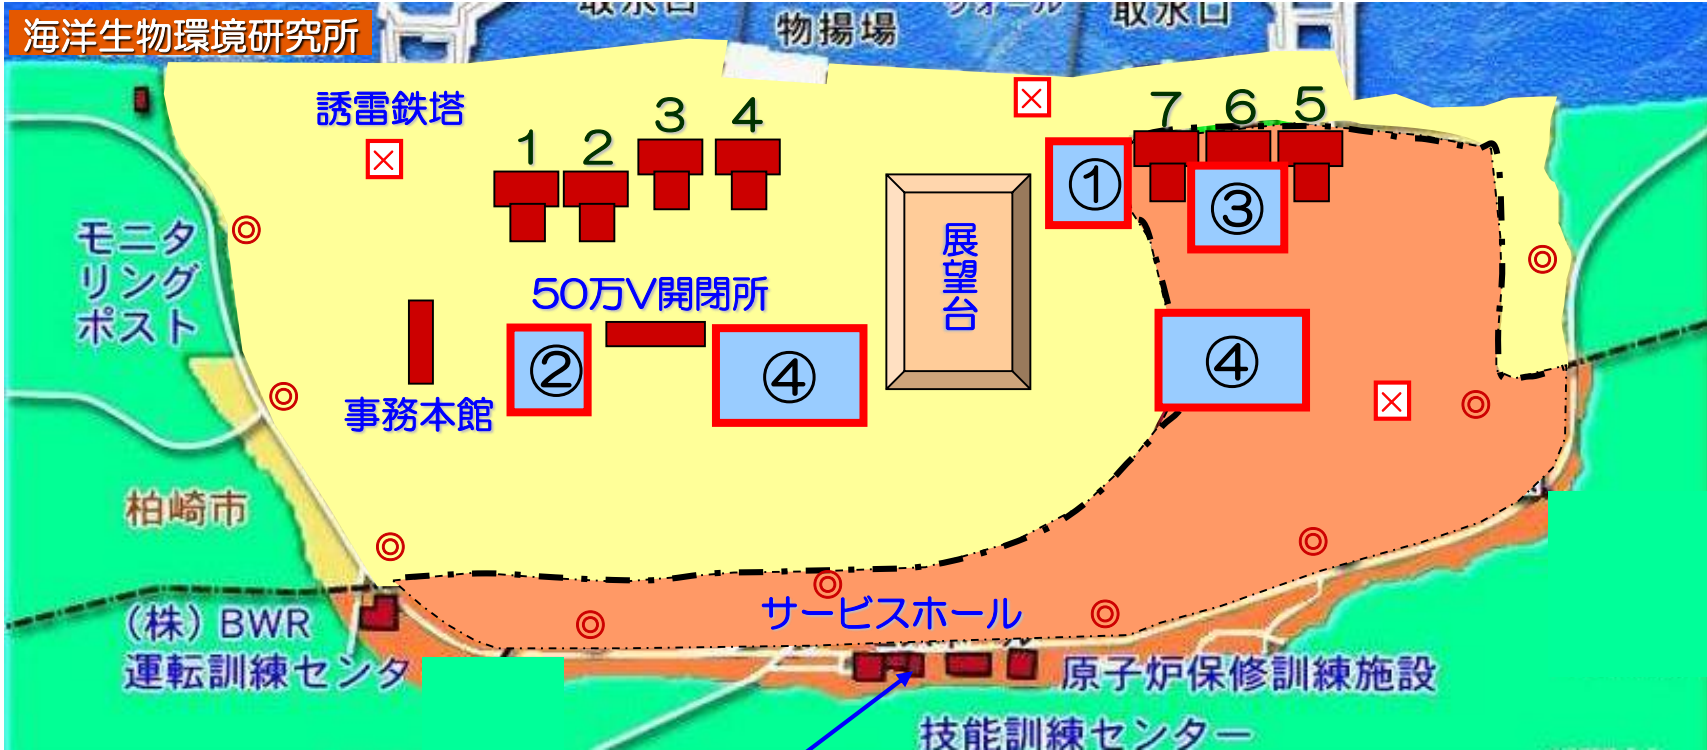 海洋生物環境研究所
取水口
物揚場
取水口
誘雷鉄塔
1
2
3
4
7
6
5
①
③
展望台
モニタ
リング
ポスト
50万V開閉所
②
④
④
事務本館
柏崎市
サービスホール
(株)BWR
運転訓練センタ
原子炉保修訓練施設
技能訓練センター